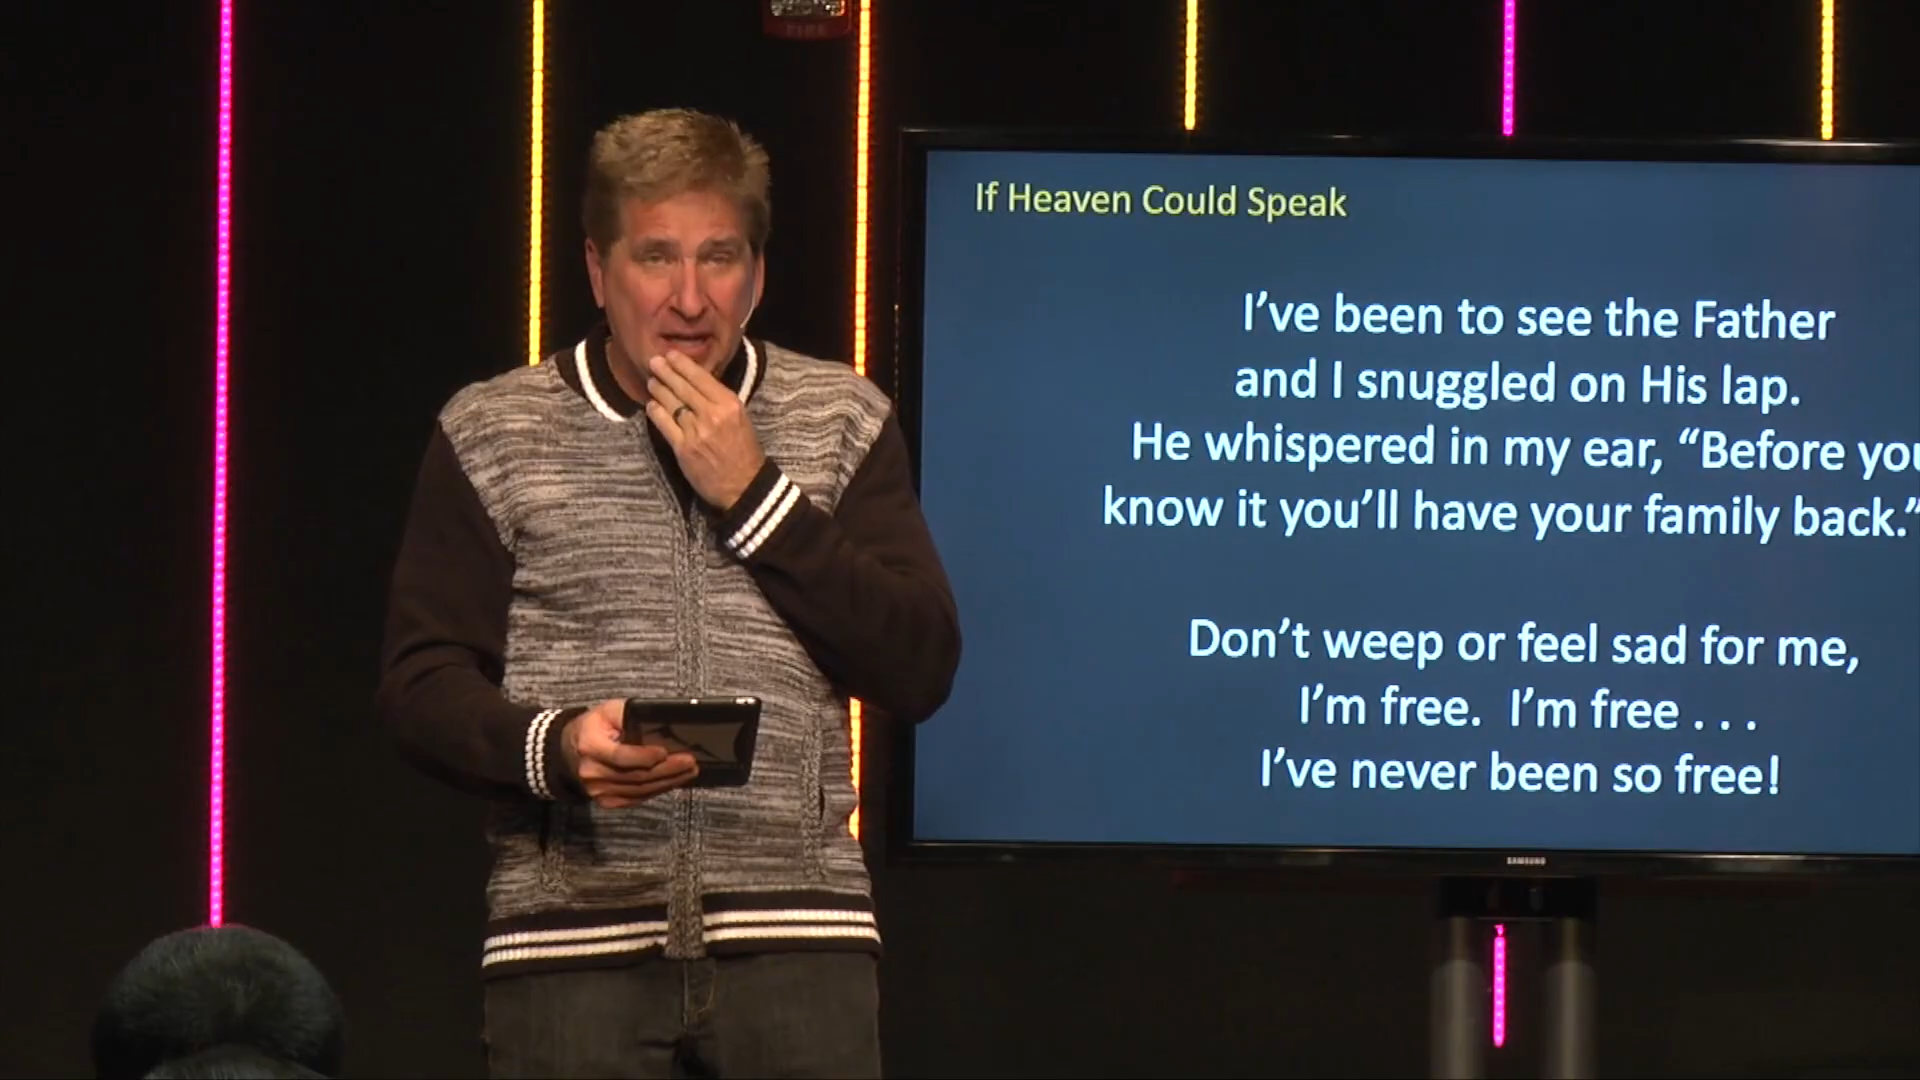 FIRE
If Heaven Could Speak
I've been to see the Father
and I snuggled on His lap.
He whispered in my ear, “Before you
know it you'll have your family back.”
Don't weep or feel sad for me,
I'm free. I'm free . . .
I've never been so free!
SAMSUNG